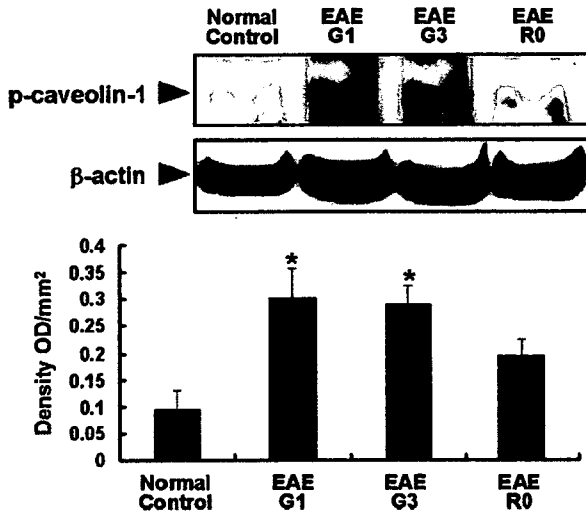 Normal Control
EAE G1
EAE G3
EAE R0
p-caveolin-1
β-actin
Density OD/mm²
0.4
0.35
0.3
0.25
0.2
0.15
0.1
0.05
0
*
*
Normal Control
EAE G1
EAE G3
EAE R0